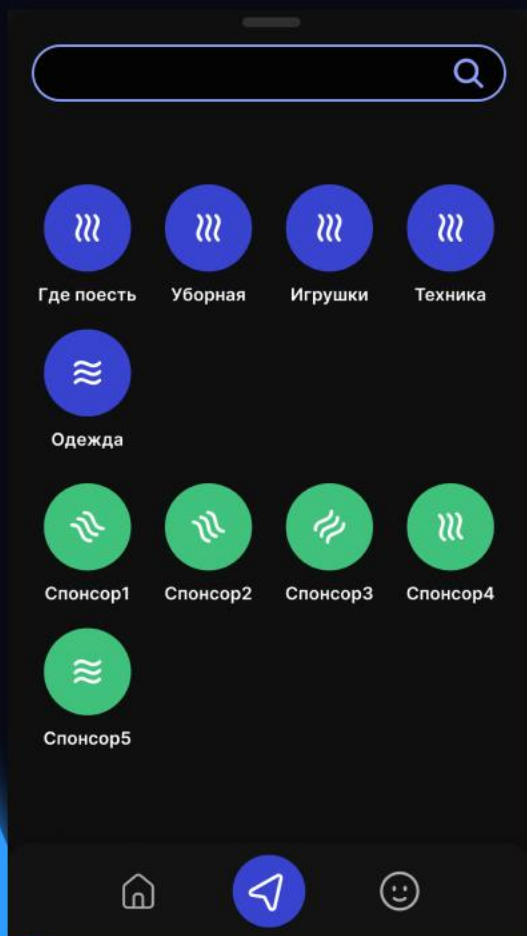 Где поесть Уборная Игрушки Техника
Одежда
Спонсор1 Спонсор2 Спонсор3 Спонсор4
Спонсор5